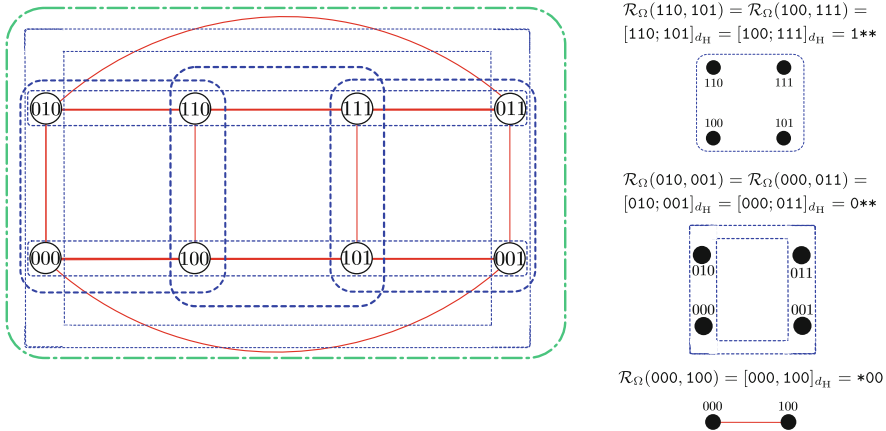 010 110 111 011
000 100 101 001
ℛ_Ω(110, 101) = ℛ_Ω(100, 111) =
[110; 101]_{d_H} = [100; 111]_{d_H} = 1**
110 111
100 101
ℛ_Ω(010, 001) = ℛ_Ω(000, 011) =
[010; 001]_{d_H} = [000; 011]_{d_H} = 0**
010 011
000 001
ℛ_Ω(000, 100) = [000, 100]_{d_H} = *00
000 100